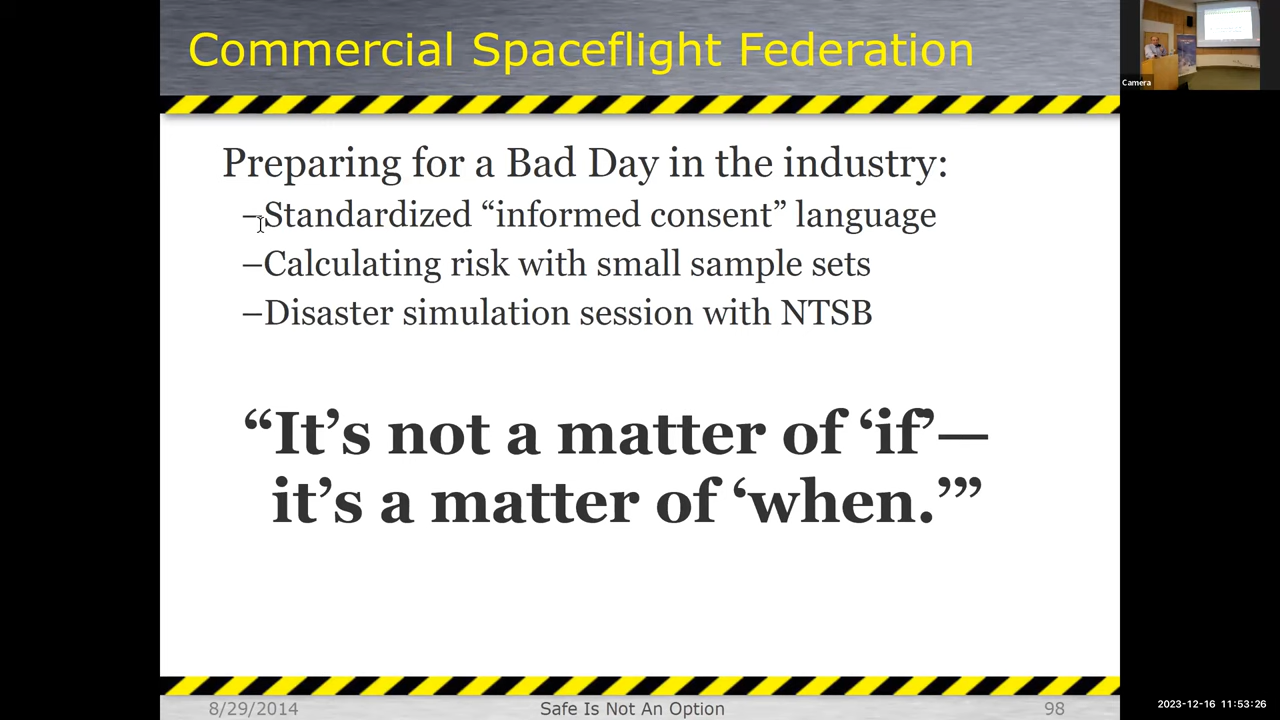 Commercial Spaceflight Federation
Camera
Preparing for a Bad Day in the industry:
–Standardized “informed consent” language
–Calculating risk with small sample sets
–Disaster simulation session with NTSB
“It’s not a matter of ‘if’—
it’s a matter of ‘when.’”
8/29/2014
Safe Is Not An Option
98
2023-12-16 11:53:26